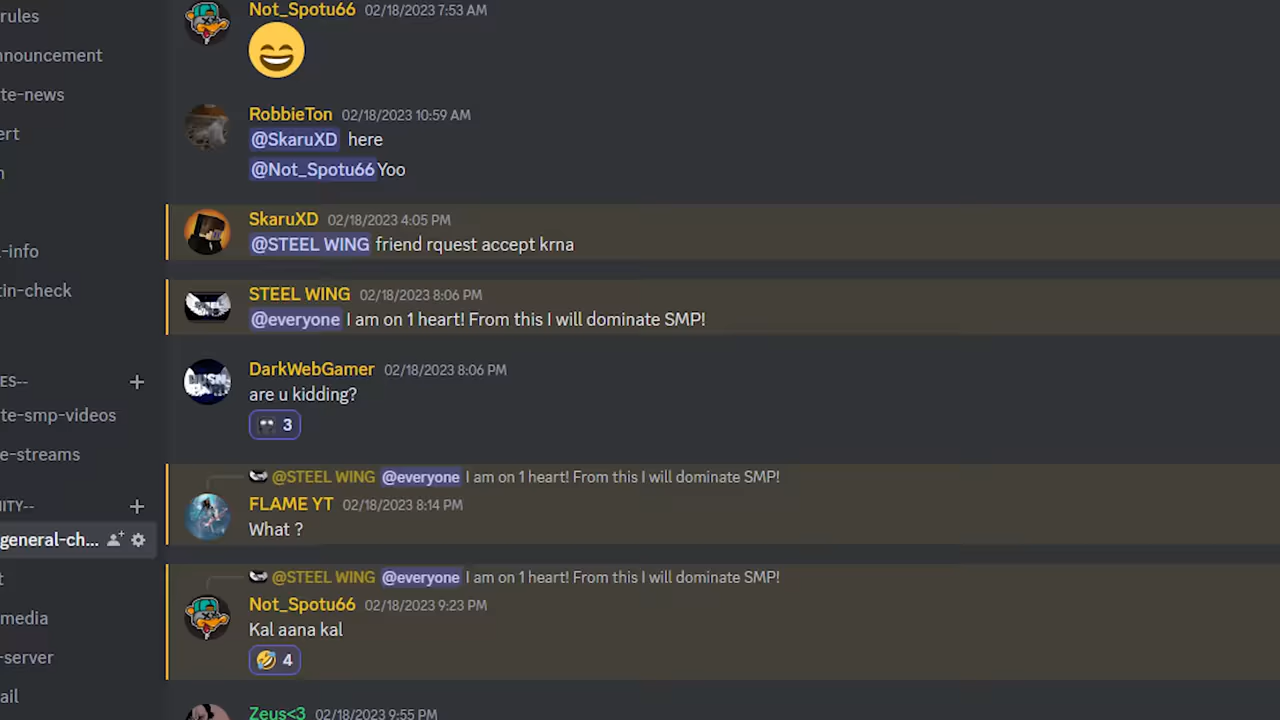 rules
nnouncement
te-news
ert
n
-info
tin-check
ES--
te-smp-videos
e-streams
ITY--
general-ch...
t
media
-server
ail
Not_Spotu66 02/18/2023 7:53 AM
RobbieTon 02/18/2023 10:59 AM
@SkaruXD here
@Not_Spotu66 Yoo
SkaruXD 02/18/2023 4:05 PM
@STEEL WING friend rquest accept krna
STEEL WING 02/18/2023 8:06 PM
@everyone I am on 1 heart! From this I will dominate SMP!
DarkWebGamer 02/18/2023 8:06 PM
are u kidding?
3
@STEEL WING @everyone I am on 1 heart! From this I will dominate SMP!
FLAME YT 02/18/2023 8:14 PM
What ?
@STEEL WING @everyone I am on 1 heart! From this I will dominate SMP!
Not_Spotu66 02/18/2023 9:23 PM
Kal aana kal
4
Zeus<3 02/18/2023 9:55 PM